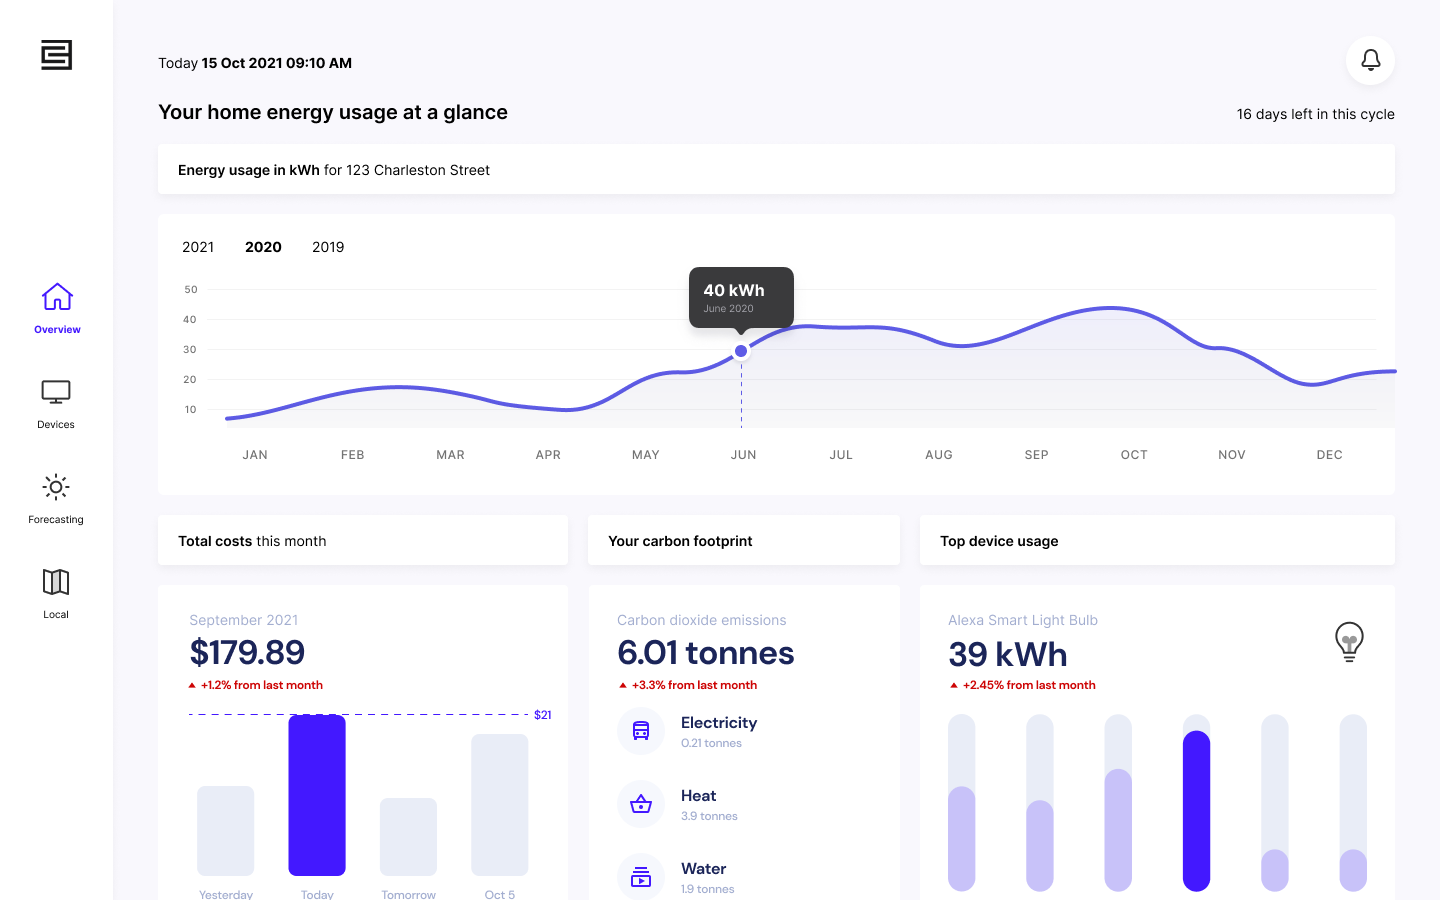 Today 15 Oct 2021 09:10 AM
Your home energy usage at a glance
16 days left in this cycle
Energy usage in kWh for 123 Charleston Street
2021 2020 2019
40 kWh
June 2020
50
40
30
20
10
JAN FEB MAR APR MAY JUN JUL AUG SEP OCT NOV DEC
Overview
Devices
Forecasting
Local
Total costs this month
September 2021
$179.89
+1.2% from last month
$21
Yesterday Today Tomorrow Oct 5
Your carbon footprint
Carbon dioxide emissions
6.01 tonnes
+3.3% from last month
Electricity
0.21 tonnes
Heat
3.9 tonnes
Water
1.9 tonnes
Top device usage
Alexa Smart Light Bulb
39 kWh
+2.45% from last month